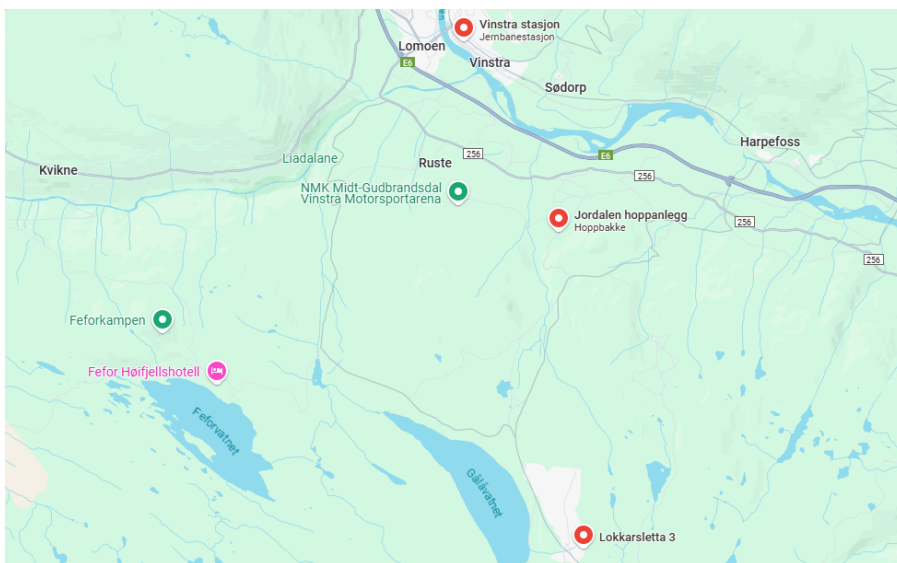 Vinstra stasjon
Jernbanestasjon
Lomoen
E6
Vinstra
Sødorp
Harpefoss
Liadalane
Ruste
256
E6
Kvikne
256
NMK Midt-Gudbrandsdal
Vinstra Motorsportarena
Jordalen hoppanlegg
Hoppbakke
256
256
Feforkampen
Fefor Høifjellshotell
Feforvatnet
Gålåvatnet
Lokkarsletta 3